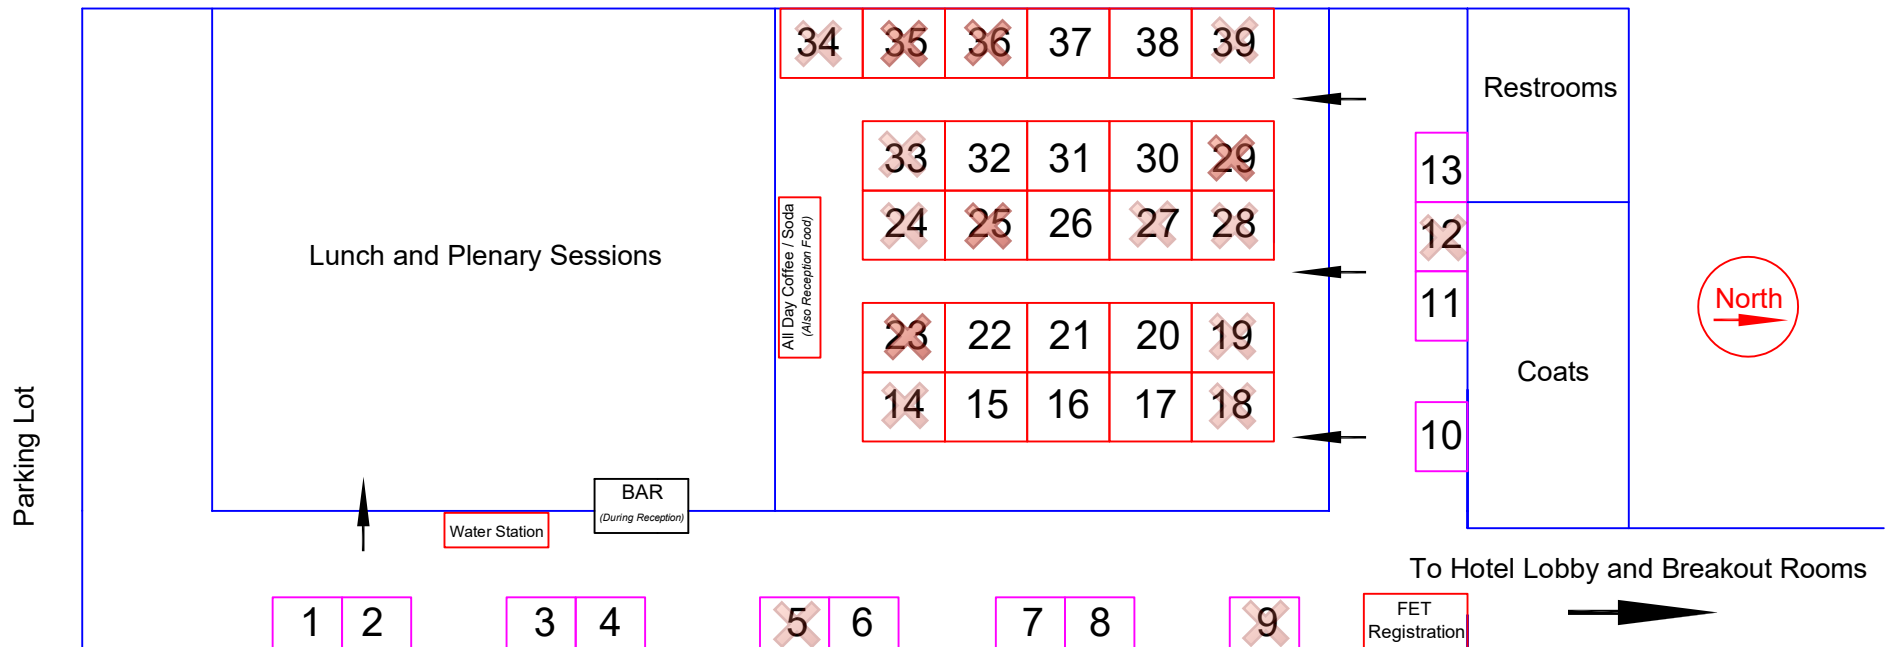 34 35 36 37 38 39
Restrooms
33 32 31 30 29
13
24 25 26 27 28
12
All Day Coffee / Soda
(Also Reception Food)
Lunch and Plenary Sessions
11
North
23 22 21 20 19
Coats
14 15 16 17 18
10
Parking Lot
BAR
(During Reception)
Water Station
To Hotel Lobby and Breakout Rooms
1 2 3 4 5 6 7 8 9
FET
Registration